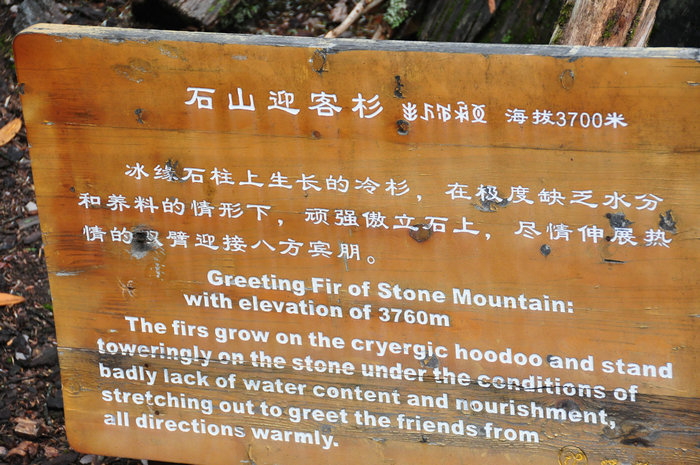 石山迎客杉 海拔3700米
冰缘石柱上生长的冷杉，在极度缺乏水分
和养料的情形下，顽强傲立石上，尽情伸展热
情的双臂迎接八方宾朋。
Greeting Fir of Stone Mountain:
with elevation of 3760m
The firs grow on the cryergic hoodoo and stand
toweringly on the stone under the conditions of
badly lack of water content and nourishment,
stretching out to greet the friends from
all directions warmly.